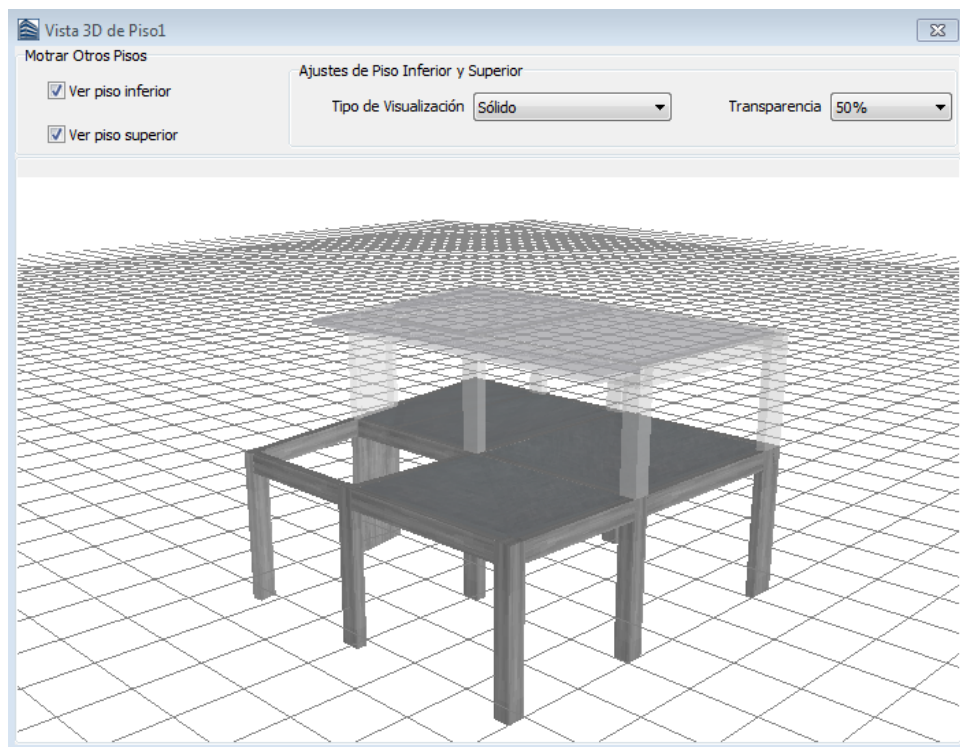 Vista 3D de Piso1
Motrar Otros Pisos
Ver piso inferior
Ver piso superior
Ajustes de Piso Inferior y Superior
Tipo de Visualización Sólido Transparencia 50%